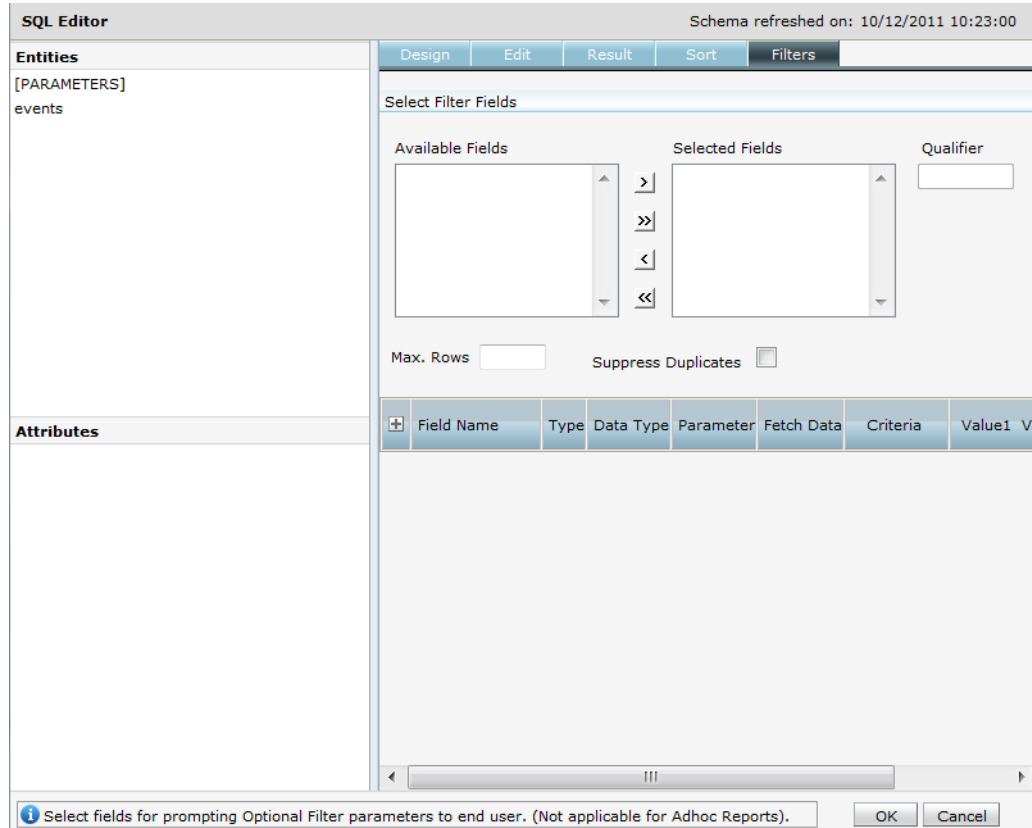 SQL Editor
Schema refreshed on: 10/12/2011 10:23:00
Entities
[PARAMETERS]
events
Design Edit Result Sort Filters
Select Filter Fields
Available Fields
Selected Fields
Qualifier
>
>>
<
<<
Max. Rows
Suppress Duplicates
Attributes
Field Name Type Data Type Parameter Fetch Data Criteria Value1 V
Select fields for prompting Optional Filter parameters to end user. (Not applicable for Adhoc Reports).
OK Cancel